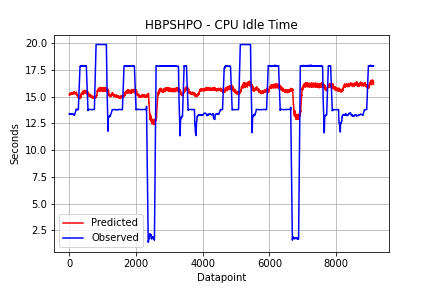 HBPSHPO - CPU Idle Time
20.0
17.5
15.0
12.5
10.0
7.5
5.0
2.5
Seconds
Predicted
Observed
0
2000
4000
6000
8000
Datapoint